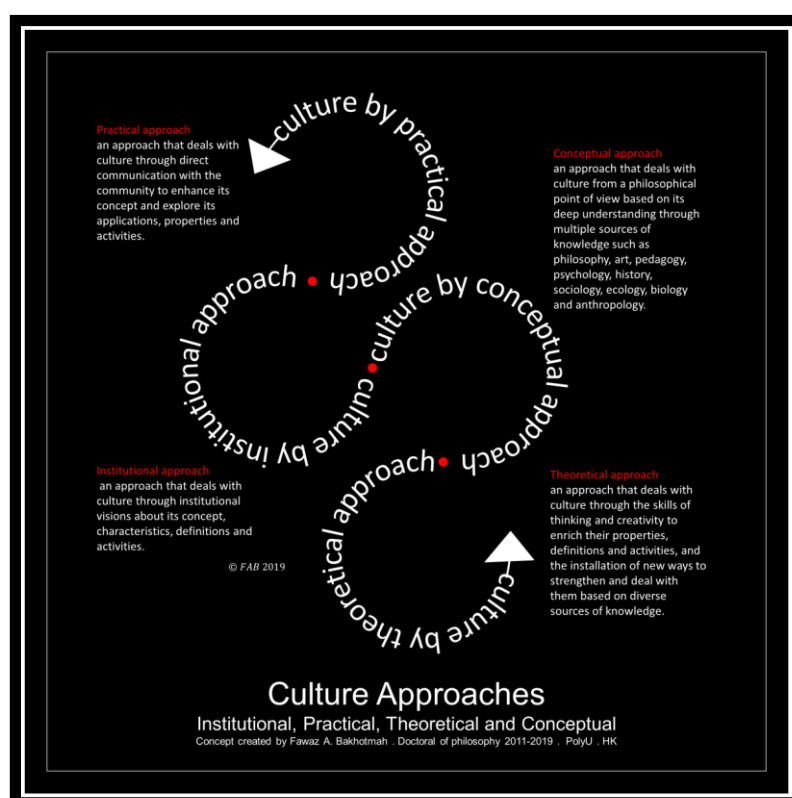 culture by practical approach
Practical approach
an approach that deals with
culture through direct
communication with the
community to enhance its
concept and explore its
applications, properties and
activities.
Conceptual approach
an approach that deals with
culture from a philosophical
point of view based on its
deep understanding through
multiple sources of
knowledge such as
philosophy, art, pedagogy,
psychology, history,
sociology, ecology, biology
and anthropology.
culture by institutional approach
culture by conceptual approach
Institutional approach
an approach that deals with
culture through institutional
visions about its concept,
characteristics, definitions and
activities.
© FAB 2019
culture by theoretical approach
Theoretical approach
an approach that deals with
culture through the skills of
thinking and creativity to
enrich their properties,
definitions and activities, and
the installation of new ways to
strengthen and deal with
them based on diverse
sources of knowledge.
Culture Approaches
Institutional, Practical, Theoretical and Conceptual
Concept created by Fawaz A. Bakhotmah . Doctoral of philosophy 2011-2019 . PolyU . HK